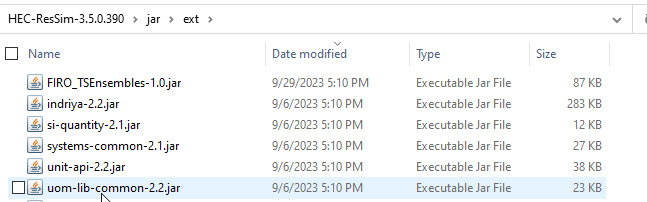 HEC-ResSim-3.5.0.390 > jar > ext >
Name Date modified Type Size
FIRO_TSEnsembles-1.0.jar 9/29/2023 5:10 PM Executable Jar File 87 KB
indriya-2.2.jar 9/6/2023 5:10 PM Executable Jar File 283 KB
si-quantity-2.1.jar 9/6/2023 5:10 PM Executable Jar File 12 KB
systems-common-2.1.jar 9/6/2023 5:10 PM Executable Jar File 27 KB
unit-api-2.2.jar 9/6/2023 5:10 PM Executable Jar File 38 KB
uom-lib-common-2.2.jar 9/6/2023 5:10 PM Executable Jar File 23 KB